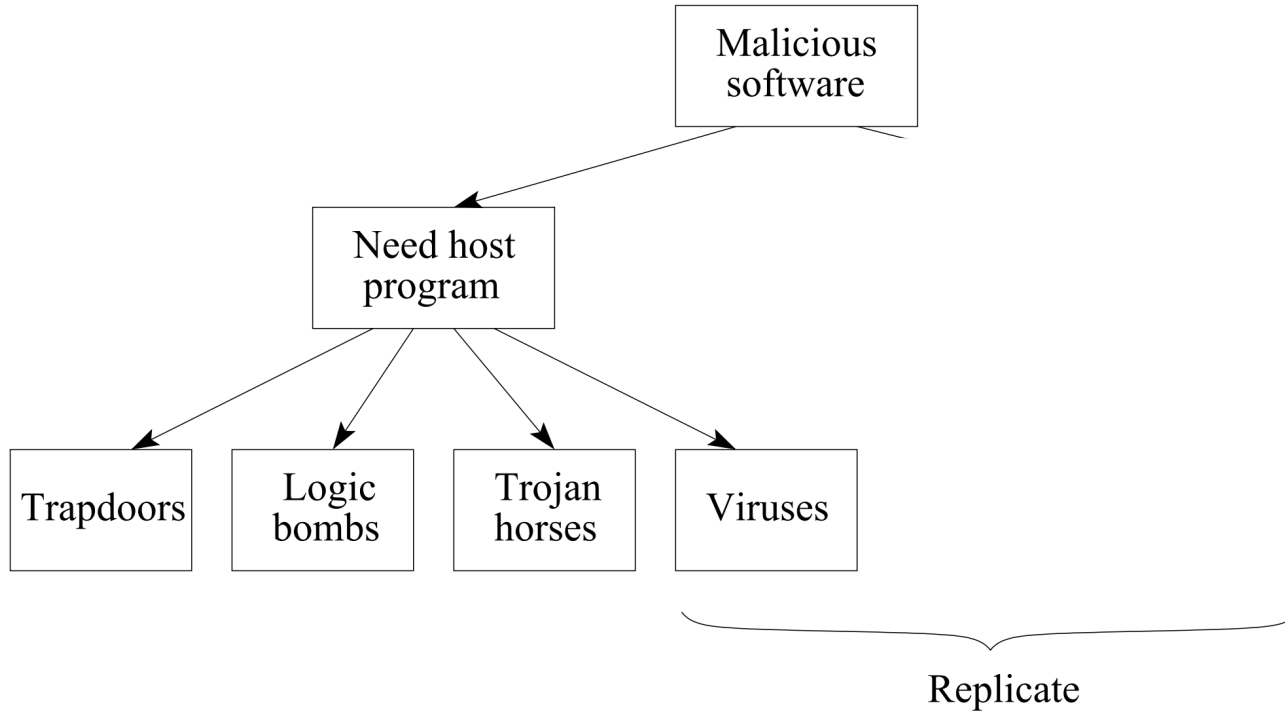 Malicious
software
Need host
program
Trapdoors
Logic
bombs
Trojan
horses
Viruses
Replicate